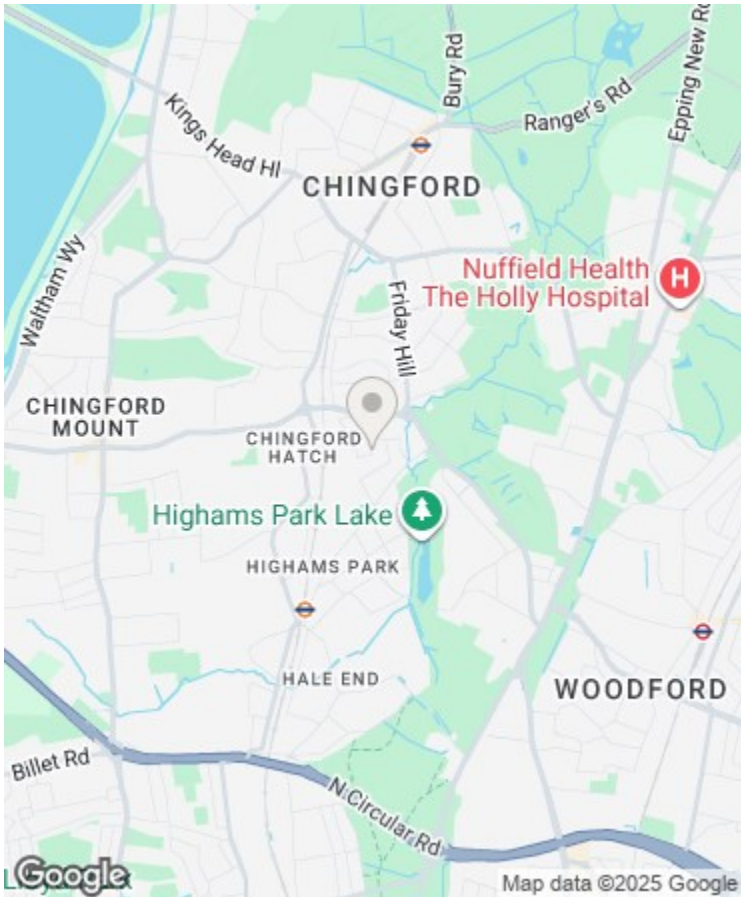 Bury Rd
Ranger's Rd
Epping New Rd
Kings Head Hl
CHINGFORD
Nuffield Health
The Holly Hospital
H
Waltham Wy
Friday Hill
CHINGFORD
MOUNT
CHINGFORD
HATCH
Highams Park Lake
HIGHAMS PARK
HALE END
WOODFORD
Billet Rd
N Circular Rd
Google
Map data ©2025 Google